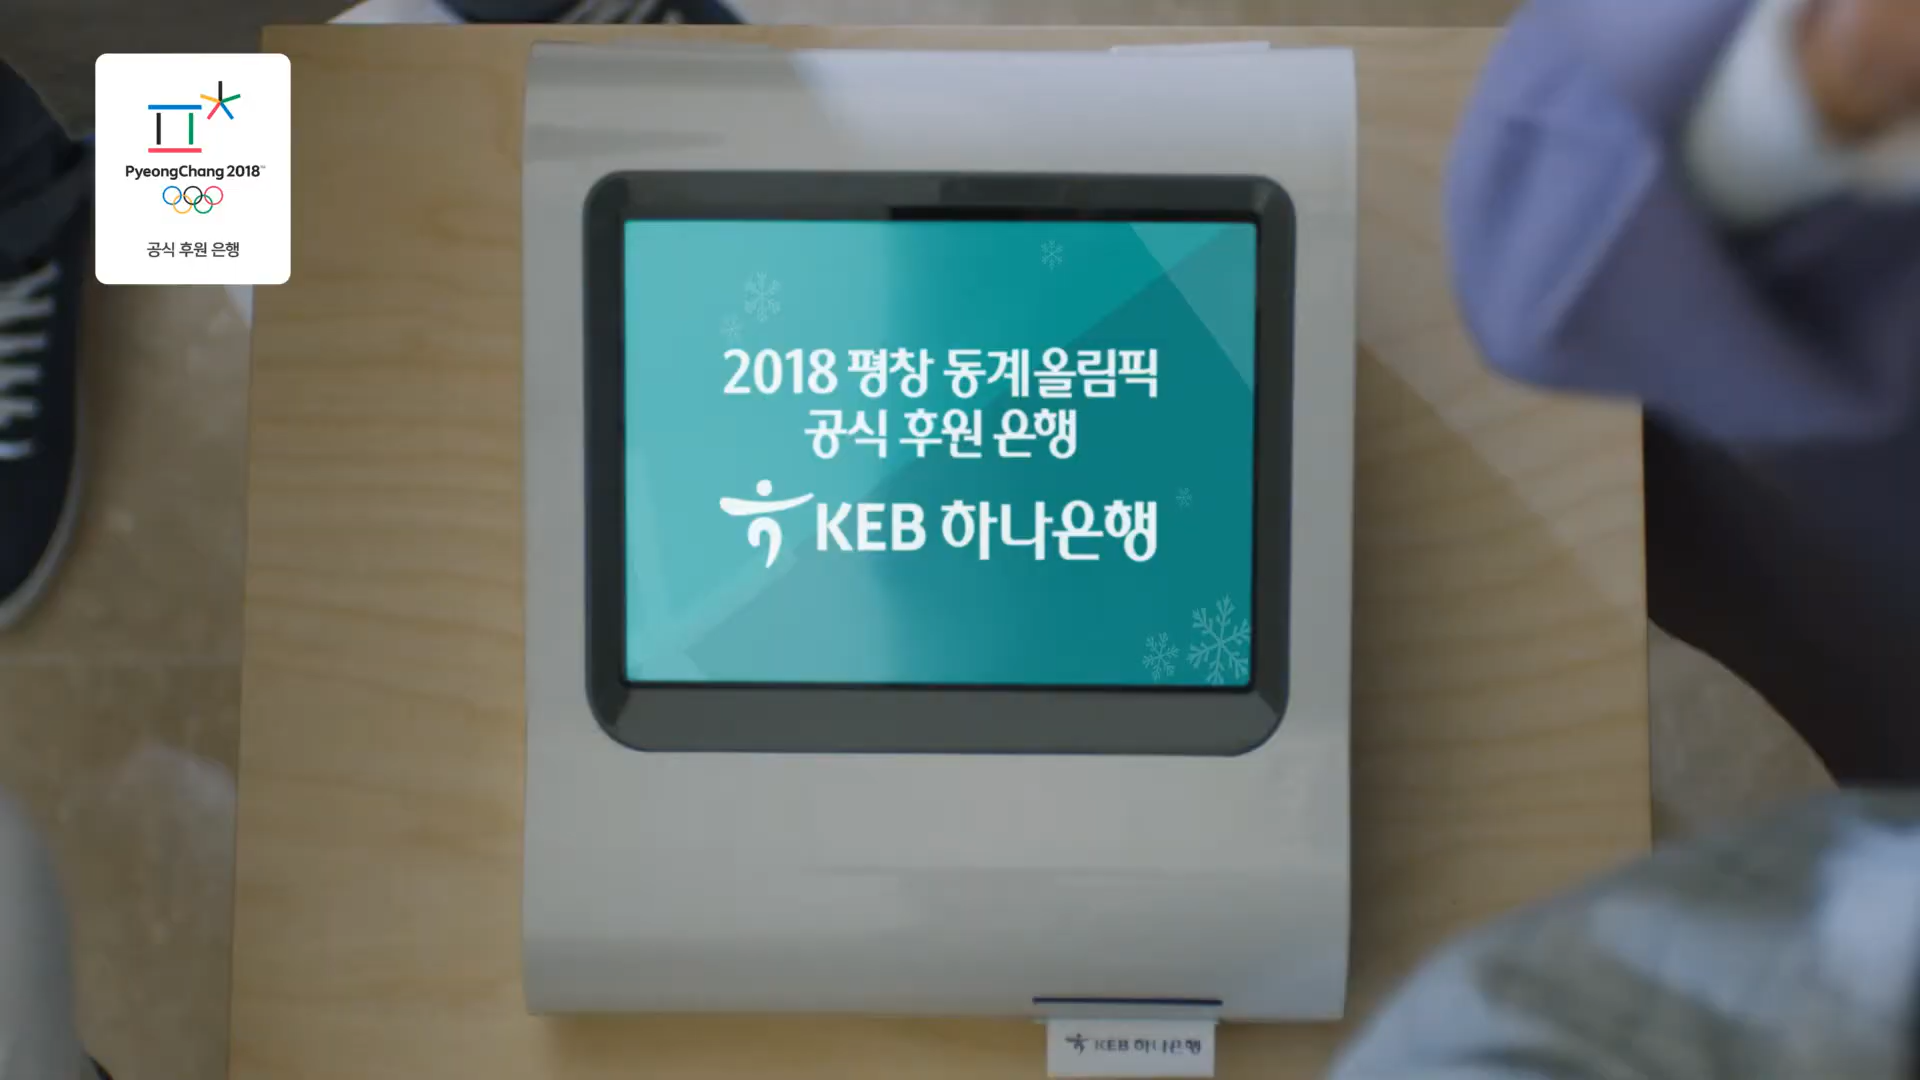 PyeongChang 2018™
공식 후원 은행
2018 평창 동계올림픽
공식 후원 은행
KEB 하나은행
KEB 하나은행